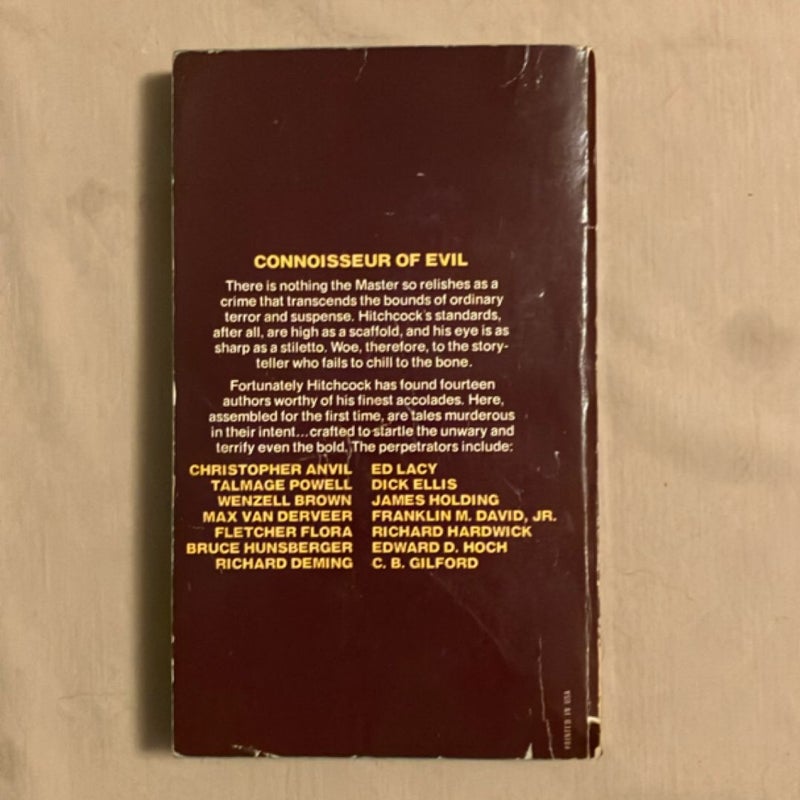 CONNOISSEUR OF EVIL
There is nothing the Master so relishes as a
crime that transcends the bounds of ordinary
terror and suspense. Hitchcock's standards,
after all, are high as a scaffold, and his eye is as
sharp as a stiletto. Woe, therefore, to the story-
teller who fails to chill to the bone.
Fortunately Hitchcock has found fourteen
authors worthy of his finest accolades. Here,
assembled for the first time, are tales murderous
in their intent...crafted to startle the unwary and
terrify even the bold. The perpetrators include:
CHRISTOPHER ANVIL ED LACY
TALMAGE POWELL DICK ELLIS
WENZELL BROWN JAMES HOLDING
MAX VAN DERVEER FRANKLIN M. DAVID, JR.
FLETCHER FLORA RICHARD HARDWICK
BRUCE HUNSBERGER EDWARD D. HOCH
RICHARD DEMING C. B. GILFORD
PRINTED IN USA